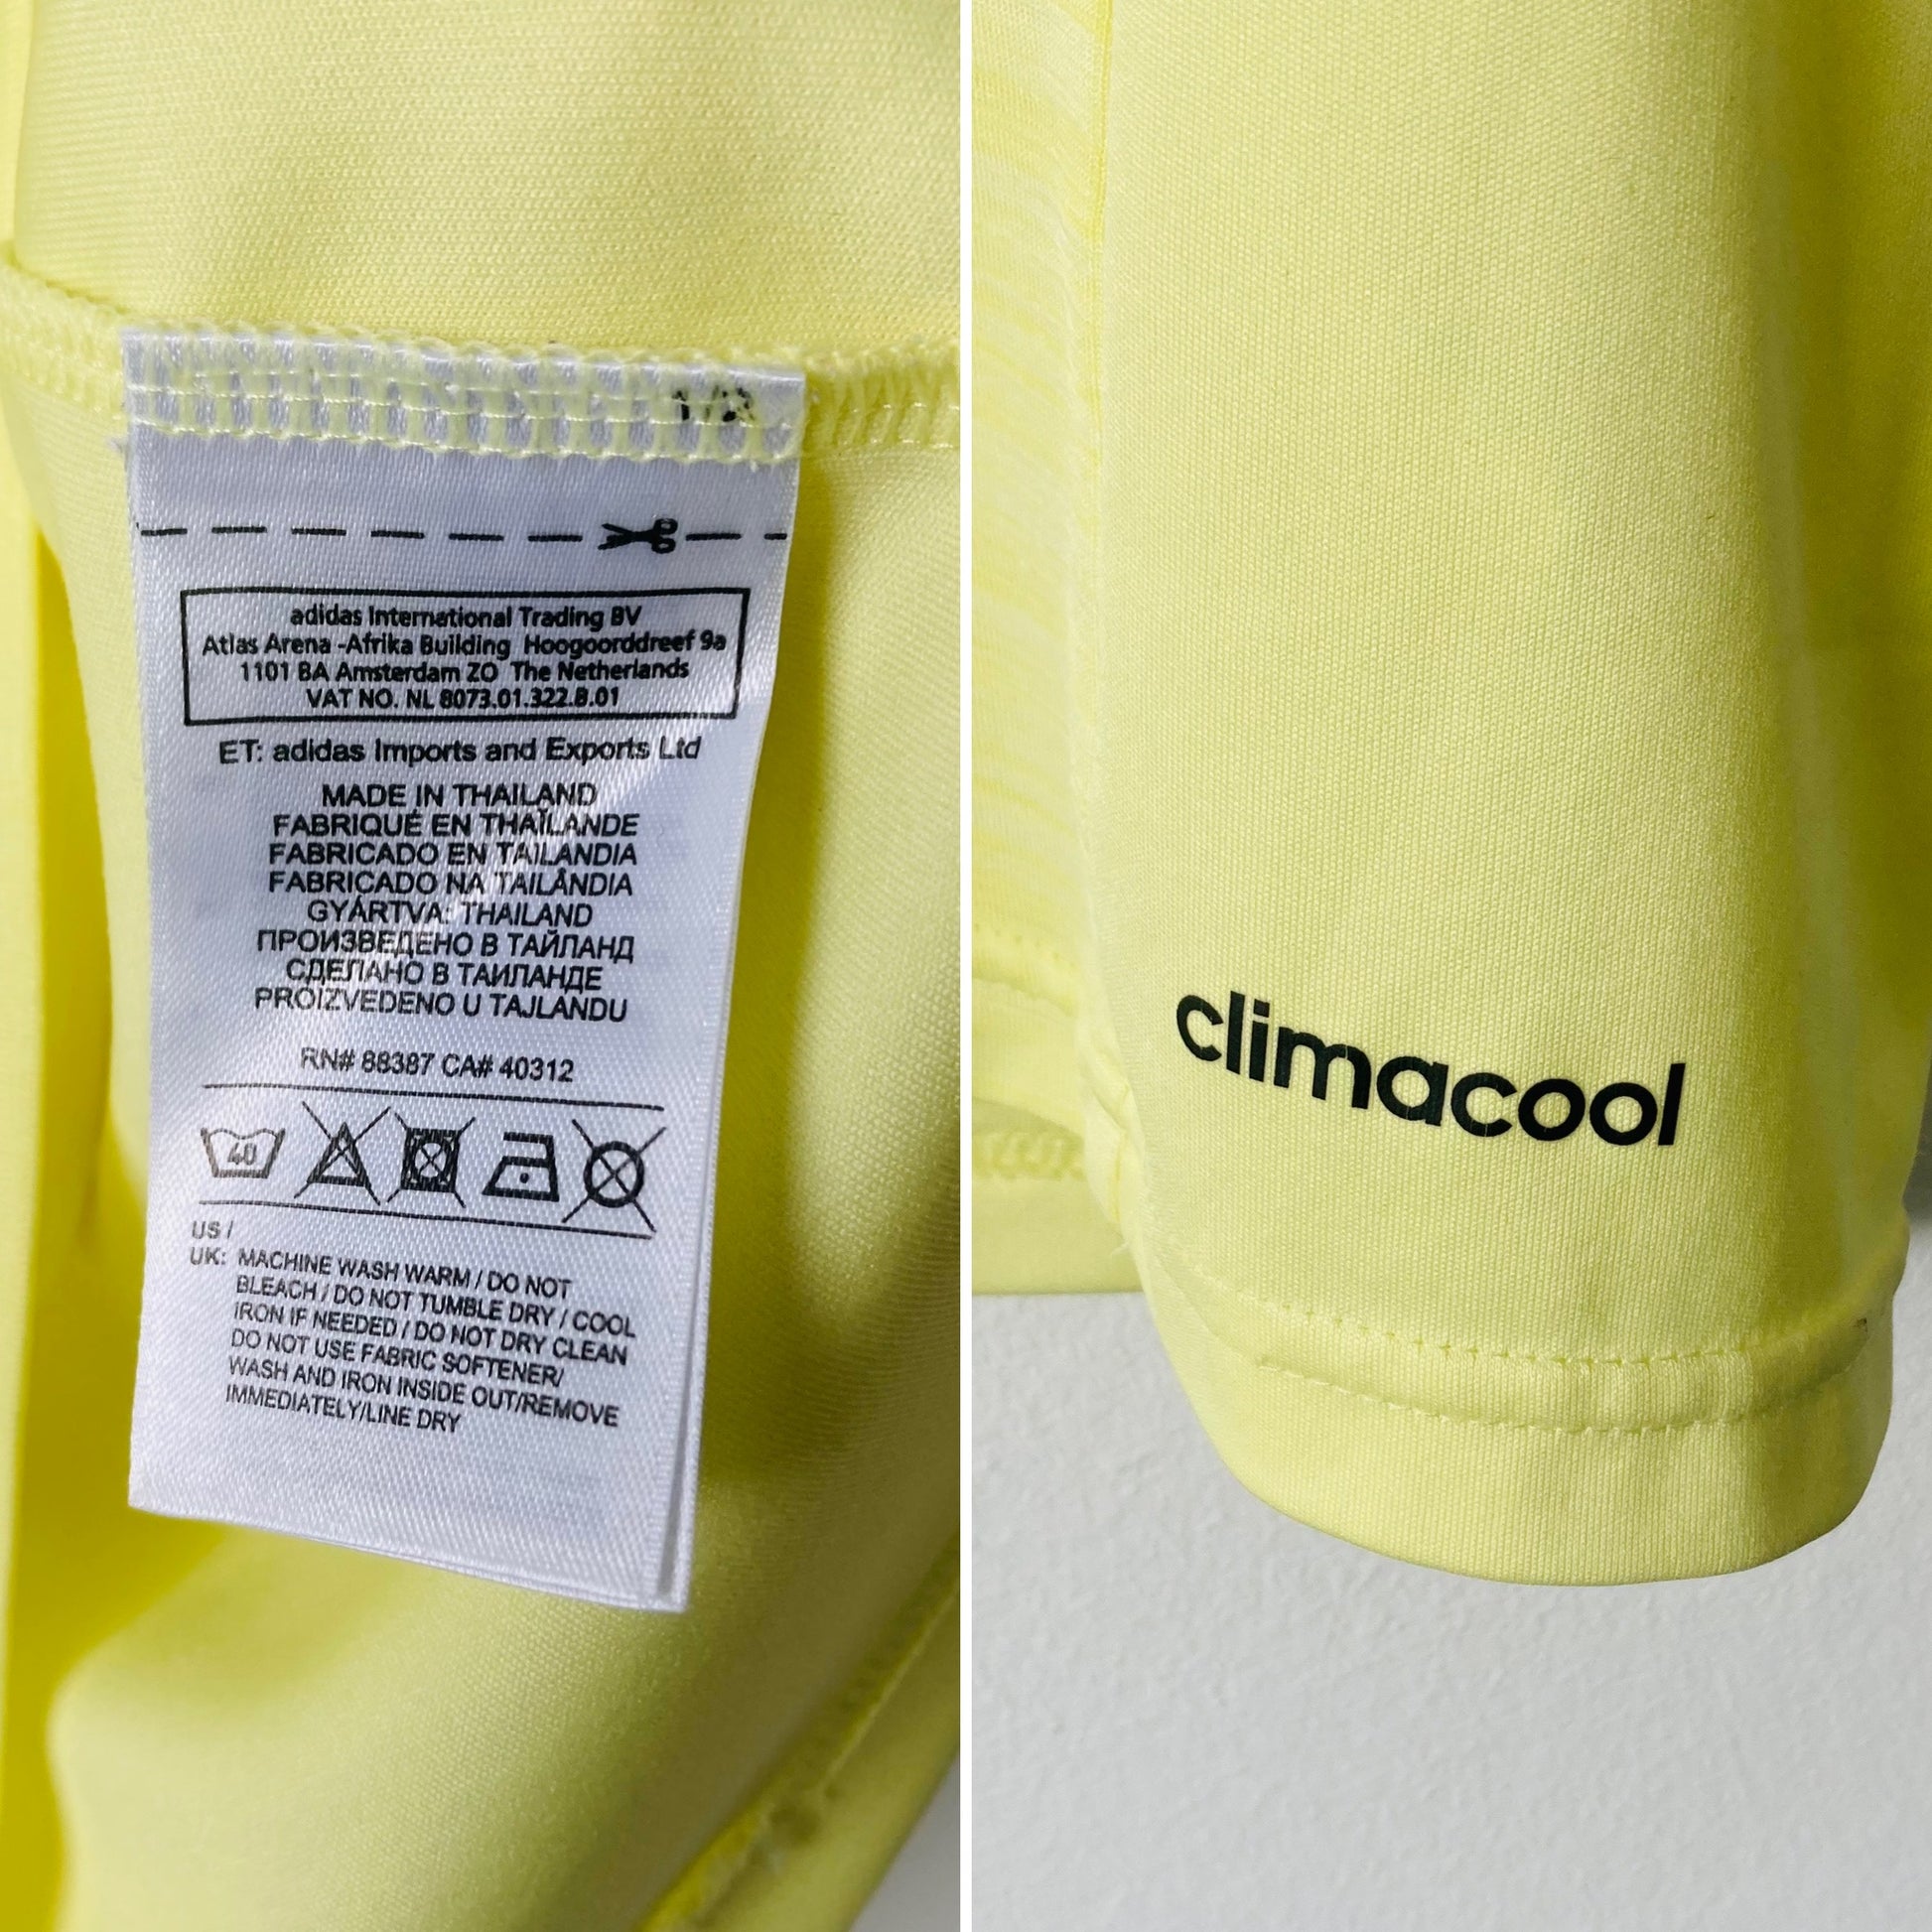 adidas International Trading BV
Atlas Arena -Afrika Building Hoogoorddreef 9a
1101 BA Amsterdam ZO The Netherlands
VAT NO. NL 8073.01.322.B.01
ET: adidas Imports and Exports Ltd
MADE IN THAILAND
FABRIQUÉ EN THAÏLANDE
FABRICADO EN TAILANDIA
FABRICADO NA TAILÂNDIA
GYÁRTVA: THAILAND
ПРОИЗВЕДЕНО В ТАЙЛАНД
СДЕЛАНО В ТАИЛАНДЕ
PROIZVEDENO U TAJLANDU
RN# 88387 CA# 40312
40
US /
UK: MACHINE WASH WARM / DO NOT
BLEACH / DO NOT TUMBLE DRY / COOL
IRON IF NEEDED / DO NOT DRY CLEAN
DO NOT USE FABRIC SOFTENER/
WASH AND IRON INSIDE OUT/REMOVE
IMMEDIATELY/LINE DRY
climacool